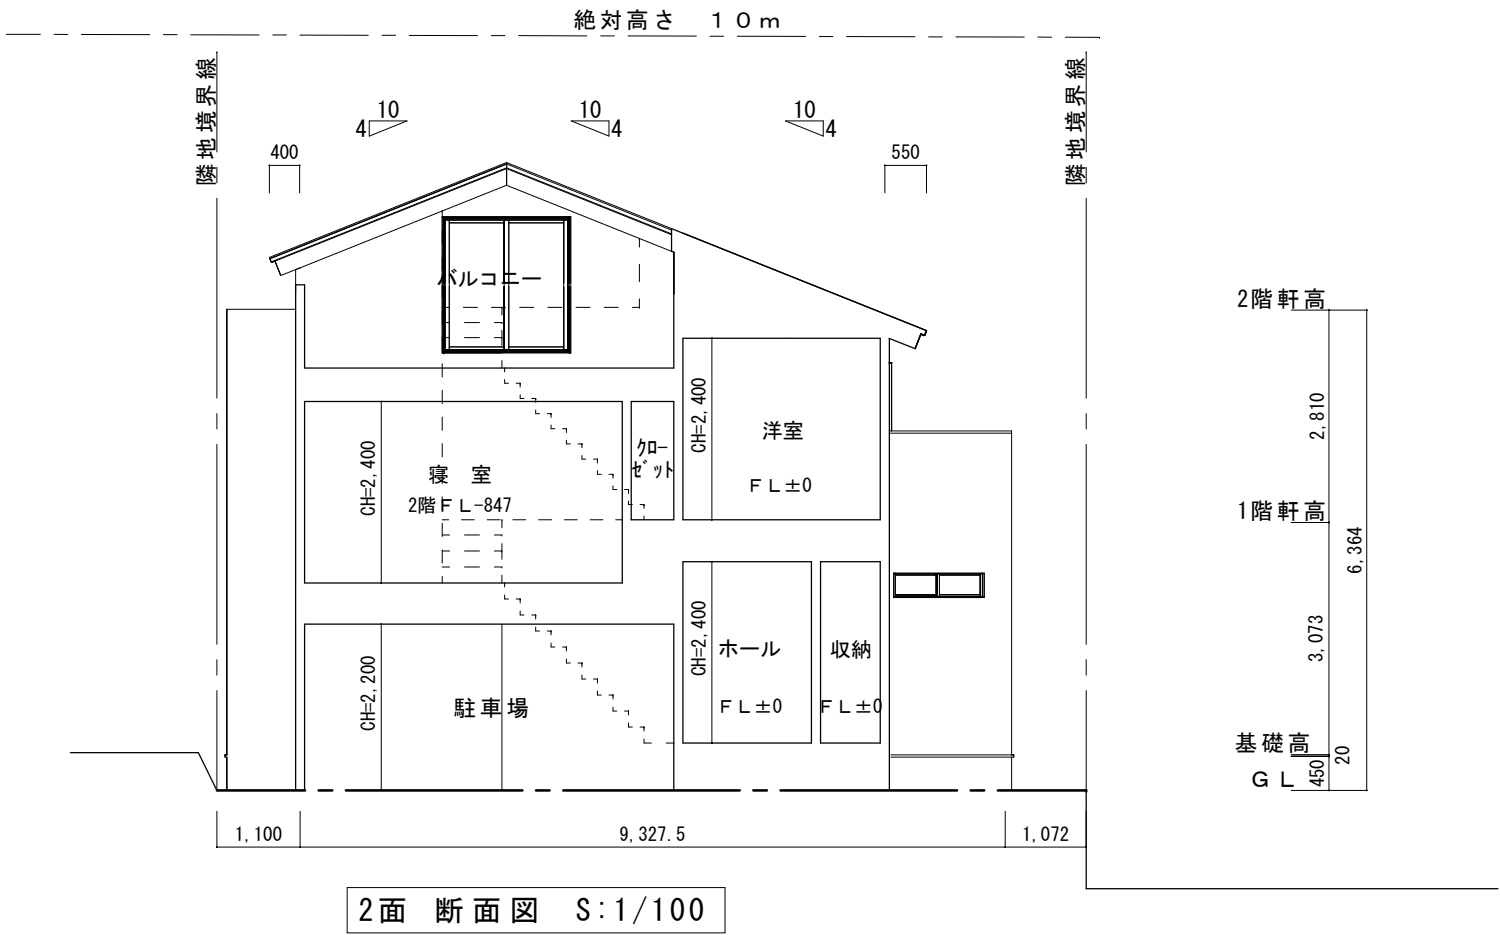 絶対高さ 10m
隣地境界線
隣地境界線
10
4
10
4
10
4
400
550
バルコニー
2階軒高
CH=2,400
洋室
FL±0
クローゼット
CH=2,400
寝室
2階FL-847
2,810
1階軒高
6,364
CH=2,400
ホール
FL±0
収納
FL±0
3,073
CH=2,200
駐車場
基礎高
20
GL
450
1,100
9,327.5
1,072
2面 断面図 S:1/100